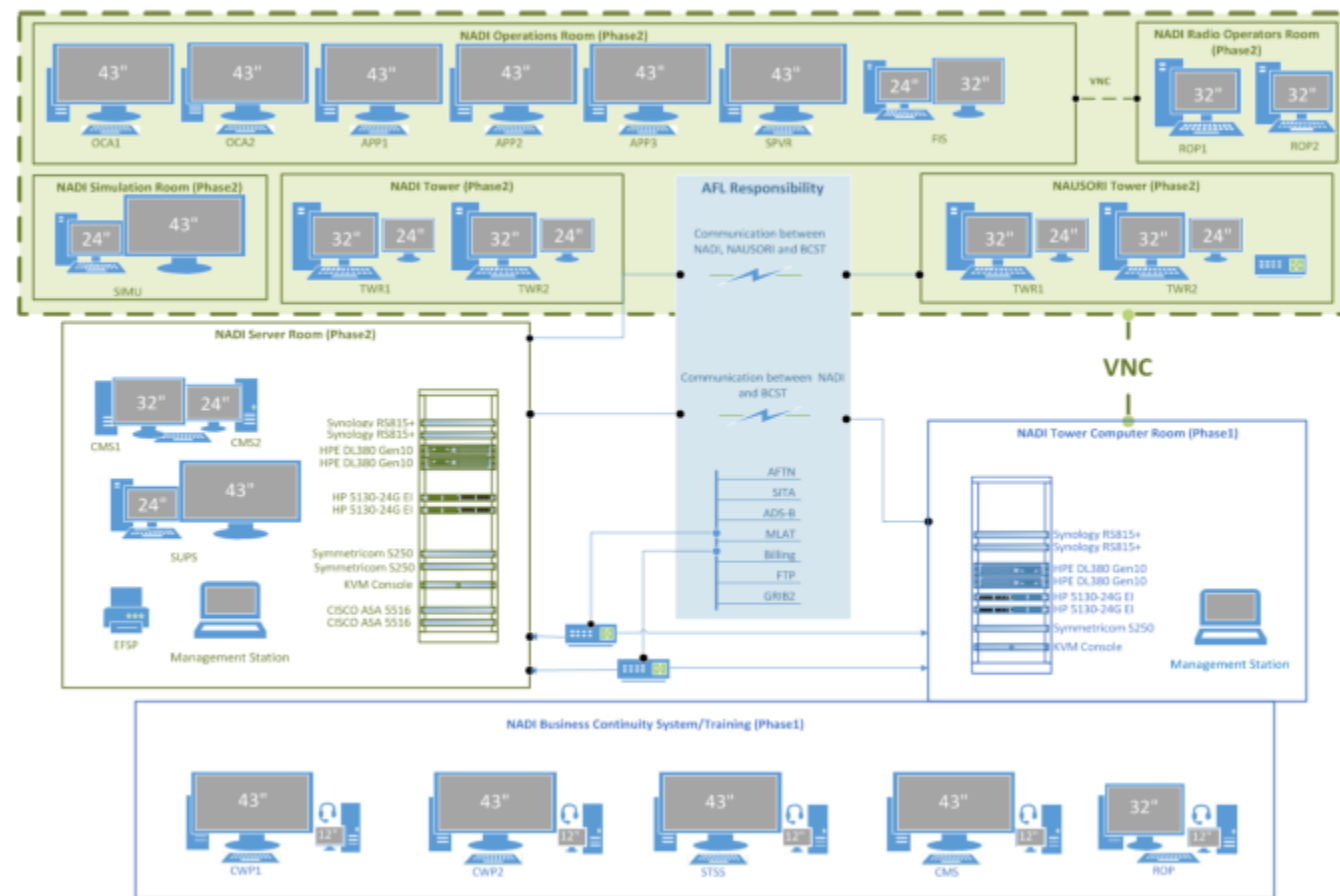 NADI Operations Room (Phase2)
43"
43"
43"
43"
43"
43"
24"
32"
OCA1
OCA2
APP1
APP2
APP3
SPVR
FIS
VNC
NADI Radio Operators Room
(Phase2)
32"
32"
ROP1
ROP2
NADI Simulation Room (Phase2)
24"
43"
SIMU
NADI Tower (Phase2)
32"
24"
32"
24"
TWR1
TWR2
AFL Responsibility
Communication between
NADI, NAUSORI and BCST
Communication between NADI
and BCST
AFTN
SITA
ADS-B
MLAT
Billing
FTP
GRIB2
NAUSORI Tower (Phase2)
32"
24"
32"
24"
TWR1
TWR2
VNC
NADI Server Room (Phase2)
32"
24"
CMS1
CMS2
24"
43"
SUPS
EFSP
Management Station
Synology RS815+
Synology RS815+
HPE DL380 Gen10
HPE DL380 Gen10
HP 5130-24G EI
HP 5130-24G EI
Symmetricom S250
Symmetricom S250
KVM Console
CISCO ASA 5516
CISCO ASA 5516
NADI Tower Computer Room (Phase1)
Synology RS815+
Synology RS815+
HPE DL380 Gen10
HPE DL380 Gen10
HP 5130-24G EI
HP 5130-24G EI
Symmetricom S250
KVM Console
Management Station
NADI Business Continuity System/Training (Phase1)
43"
12"
43"
12"
43"
12"
43"
12"
32"
12"
CWP1
CWP2
STSS
CMS
ROP